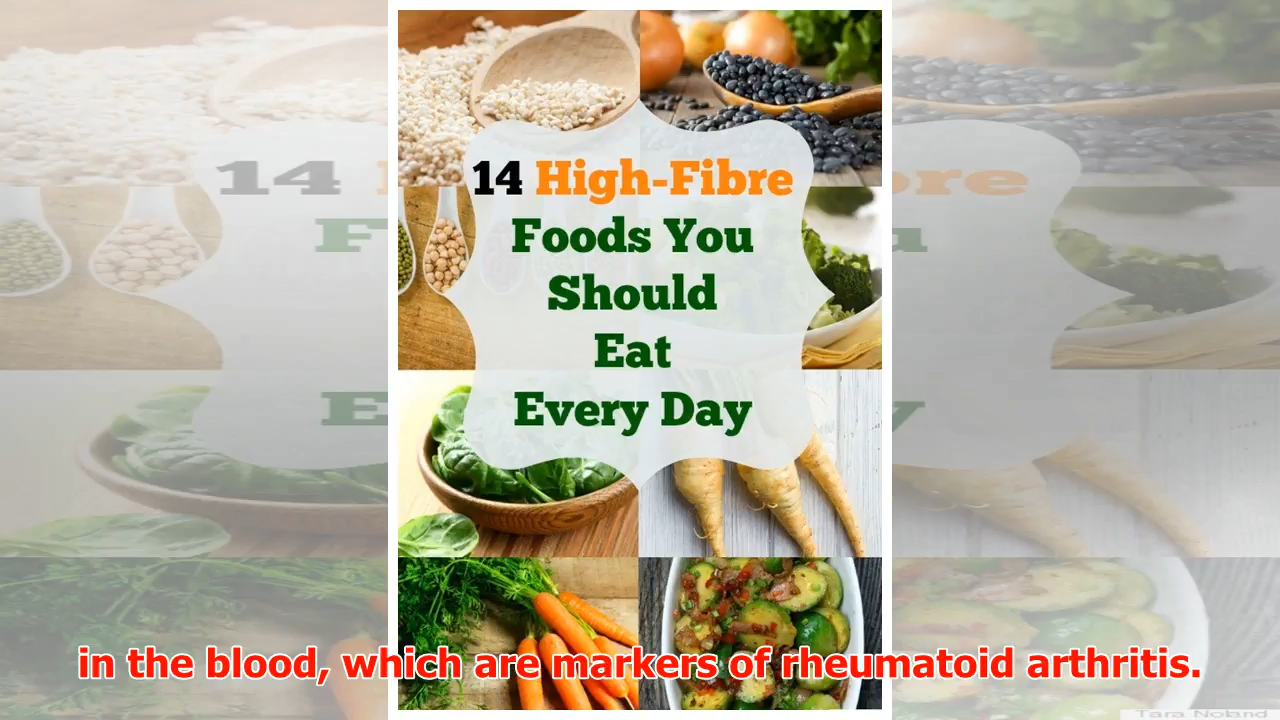 14 High-Fibre
Foods You
Should
Eat
Every Day
in the blood, which are markers of rheumatoid arthritis.
Tara Noland